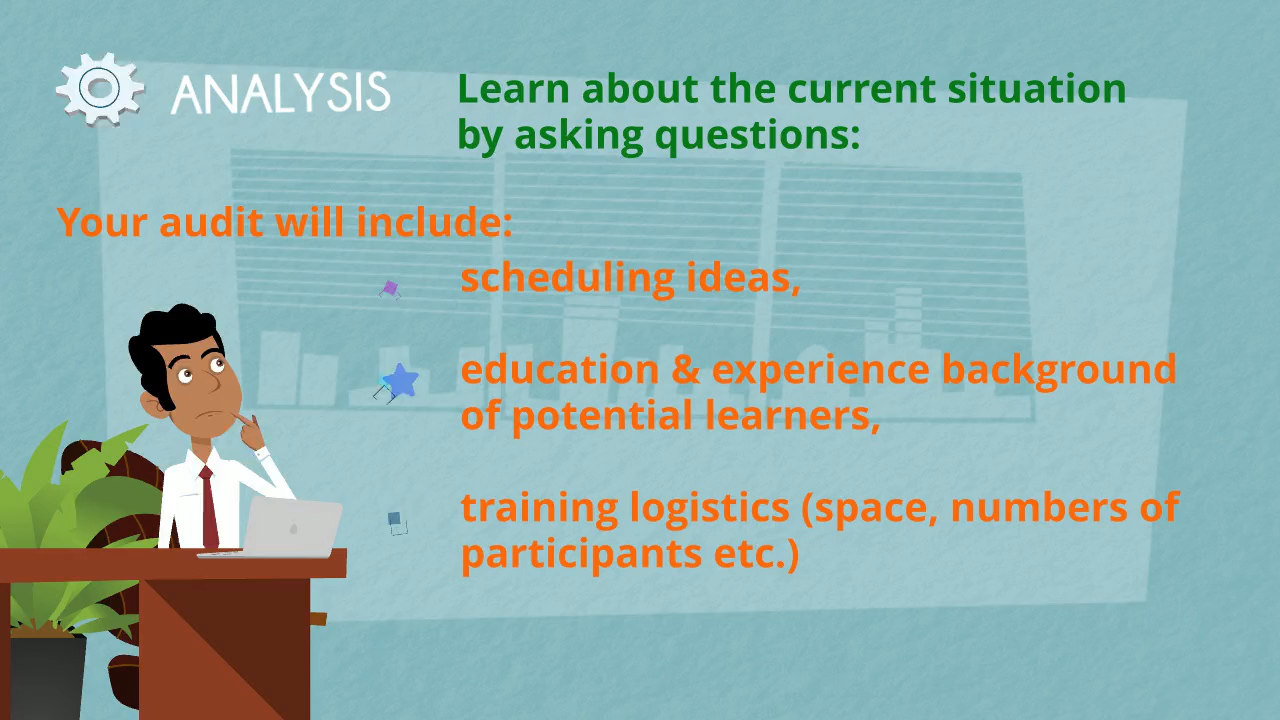 ANALYSIS
Learn about the current situation
by asking questions:
Your audit will include:
scheduling ideas,
education & experience background
of potential learners,
training logistics (space, numbers of
participants etc.)